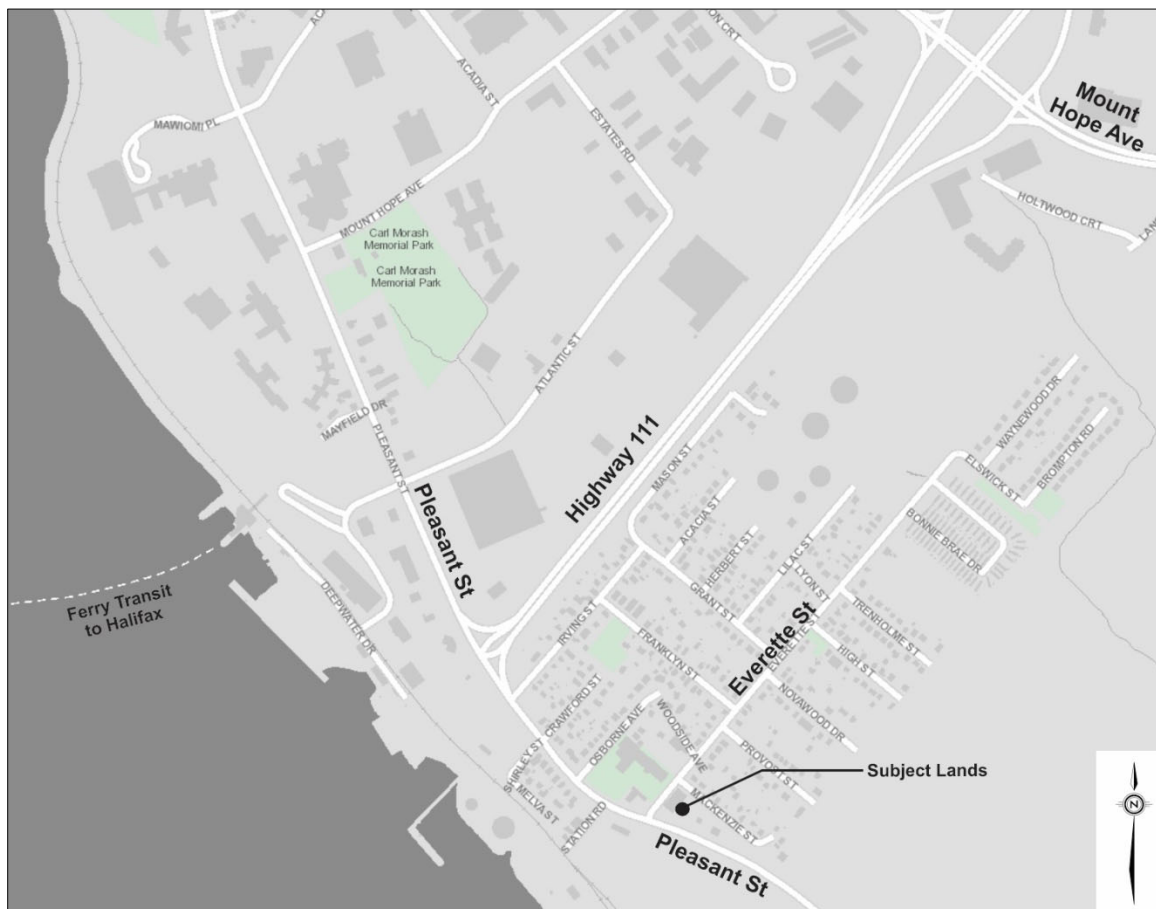 ACADIA ST
ON CRT
ESTATES RD
Mount
Hope Ave
MAWIOMI PL
HOLTWOOD CRT
MOUNT HOPE AVE
Carl Morash
Memorial Park
Carl Morash
Memorial Park
ATLANTIC ST
MAYFIELD DR
PLEASANT ST
Pleasant St
Highway 111
MASON ST
ACACIA ST
HERBERT ST
LILAC ST
LYON ST
WAYNEWOOD DR
BROMPTON RD
ELSWICK ST
BONNIE BRAE DR
Ferry Transit
to Halifax
DEEPWATER DR
IRVING ST
FRANKLYN ST
GRANT ST
Everette St
EVERETTE S
TRENHOLME ST
HIGH ST
NOVAWOOD DR
PROVOST ST
SHIRLEY ST
CRAWFORD ST
OSBORNE AVE
WOODSIDE AVE
MELVA ST
STATION RD
MACKENZIE ST
Subject Lands
Pleasant St
N